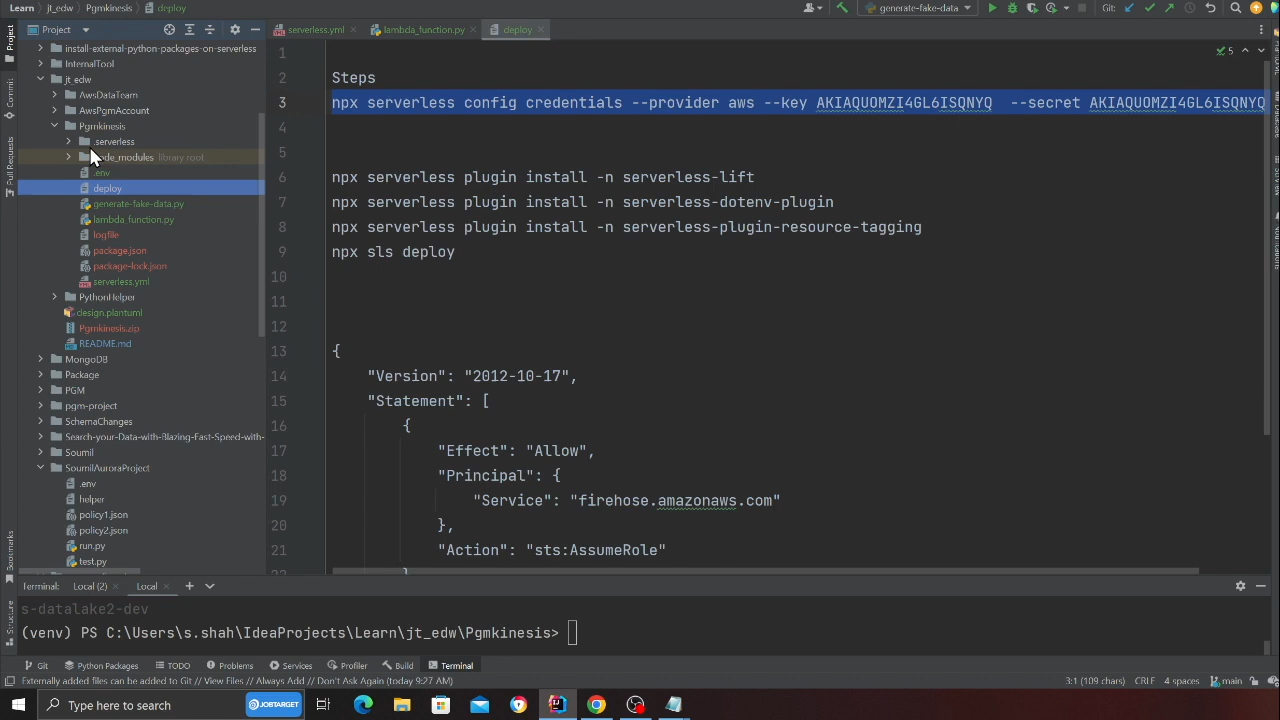 Learn
jt_edw
Pgmkinesis
deploy
generate-fake-data
Git:
Project
serverless.yml
lambda_function.py
deploy
Project
Commit
Pull Requests
Bookmarks
Structure
install-external-python-packages-on-serverless
InternalTool
jt_edw
AwsDataTeam
AwsPgmAccount
Pgmkinesis
.serverless
node_modules library root
.env
deploy
generate-fake-data.py
lambda_function.py
logfile
package.json
package-lock.json
serverless.yml
PythonHelper
design.plantuml
Pgmkinesis.zip
README.md
MongoDB
Package
PGM
pgm-project
SchemaChanges
Search-your-Data-with-Blazing-Fast-Speed-with-
Soumil
SoumilAuroraProject
.env
helper
policy1.json
policy2.json
run.py
test.py
5
1
2 Steps
3 npx serverless config credentials --provider aws --key AKIAQUOMZI4GL6ISQNYQ --secret AKIAQUOMZI4GL6ISQNYQ
4
5
6 npx serverless plugin install -n serverless-lift
7 npx serverless plugin install -n serverless-dotenv-plugin
8 npx serverless plugin install -n serverless-plugin-resource-tagging
9 npx sls deploy
10
11
12
13 {
14 "Version": "2012-10-17",
15 "Statement": [
16 {
17 "Effect": "Allow",
18 "Principal": {
19 "Service": "firehose.amazonaws.com"
20 },
21 "Action": "sts:AssumeRole"
22 }
Terminal: Local (2) Local
s-datalake2-dev
(venv) PS C:\Users\s.shah\IdeaProjects\Learn\jt_edw\Pgmkinesis>
Git Python Packages TODO Problems Services Profiler Build Terminal
Externally added files can be added to Git // View Files // Always Add // Don't Ask Again (today 9:27 AM)
3:1 (109 chars) CRLF 4 spaces main
Type here to search
JOBTARGET